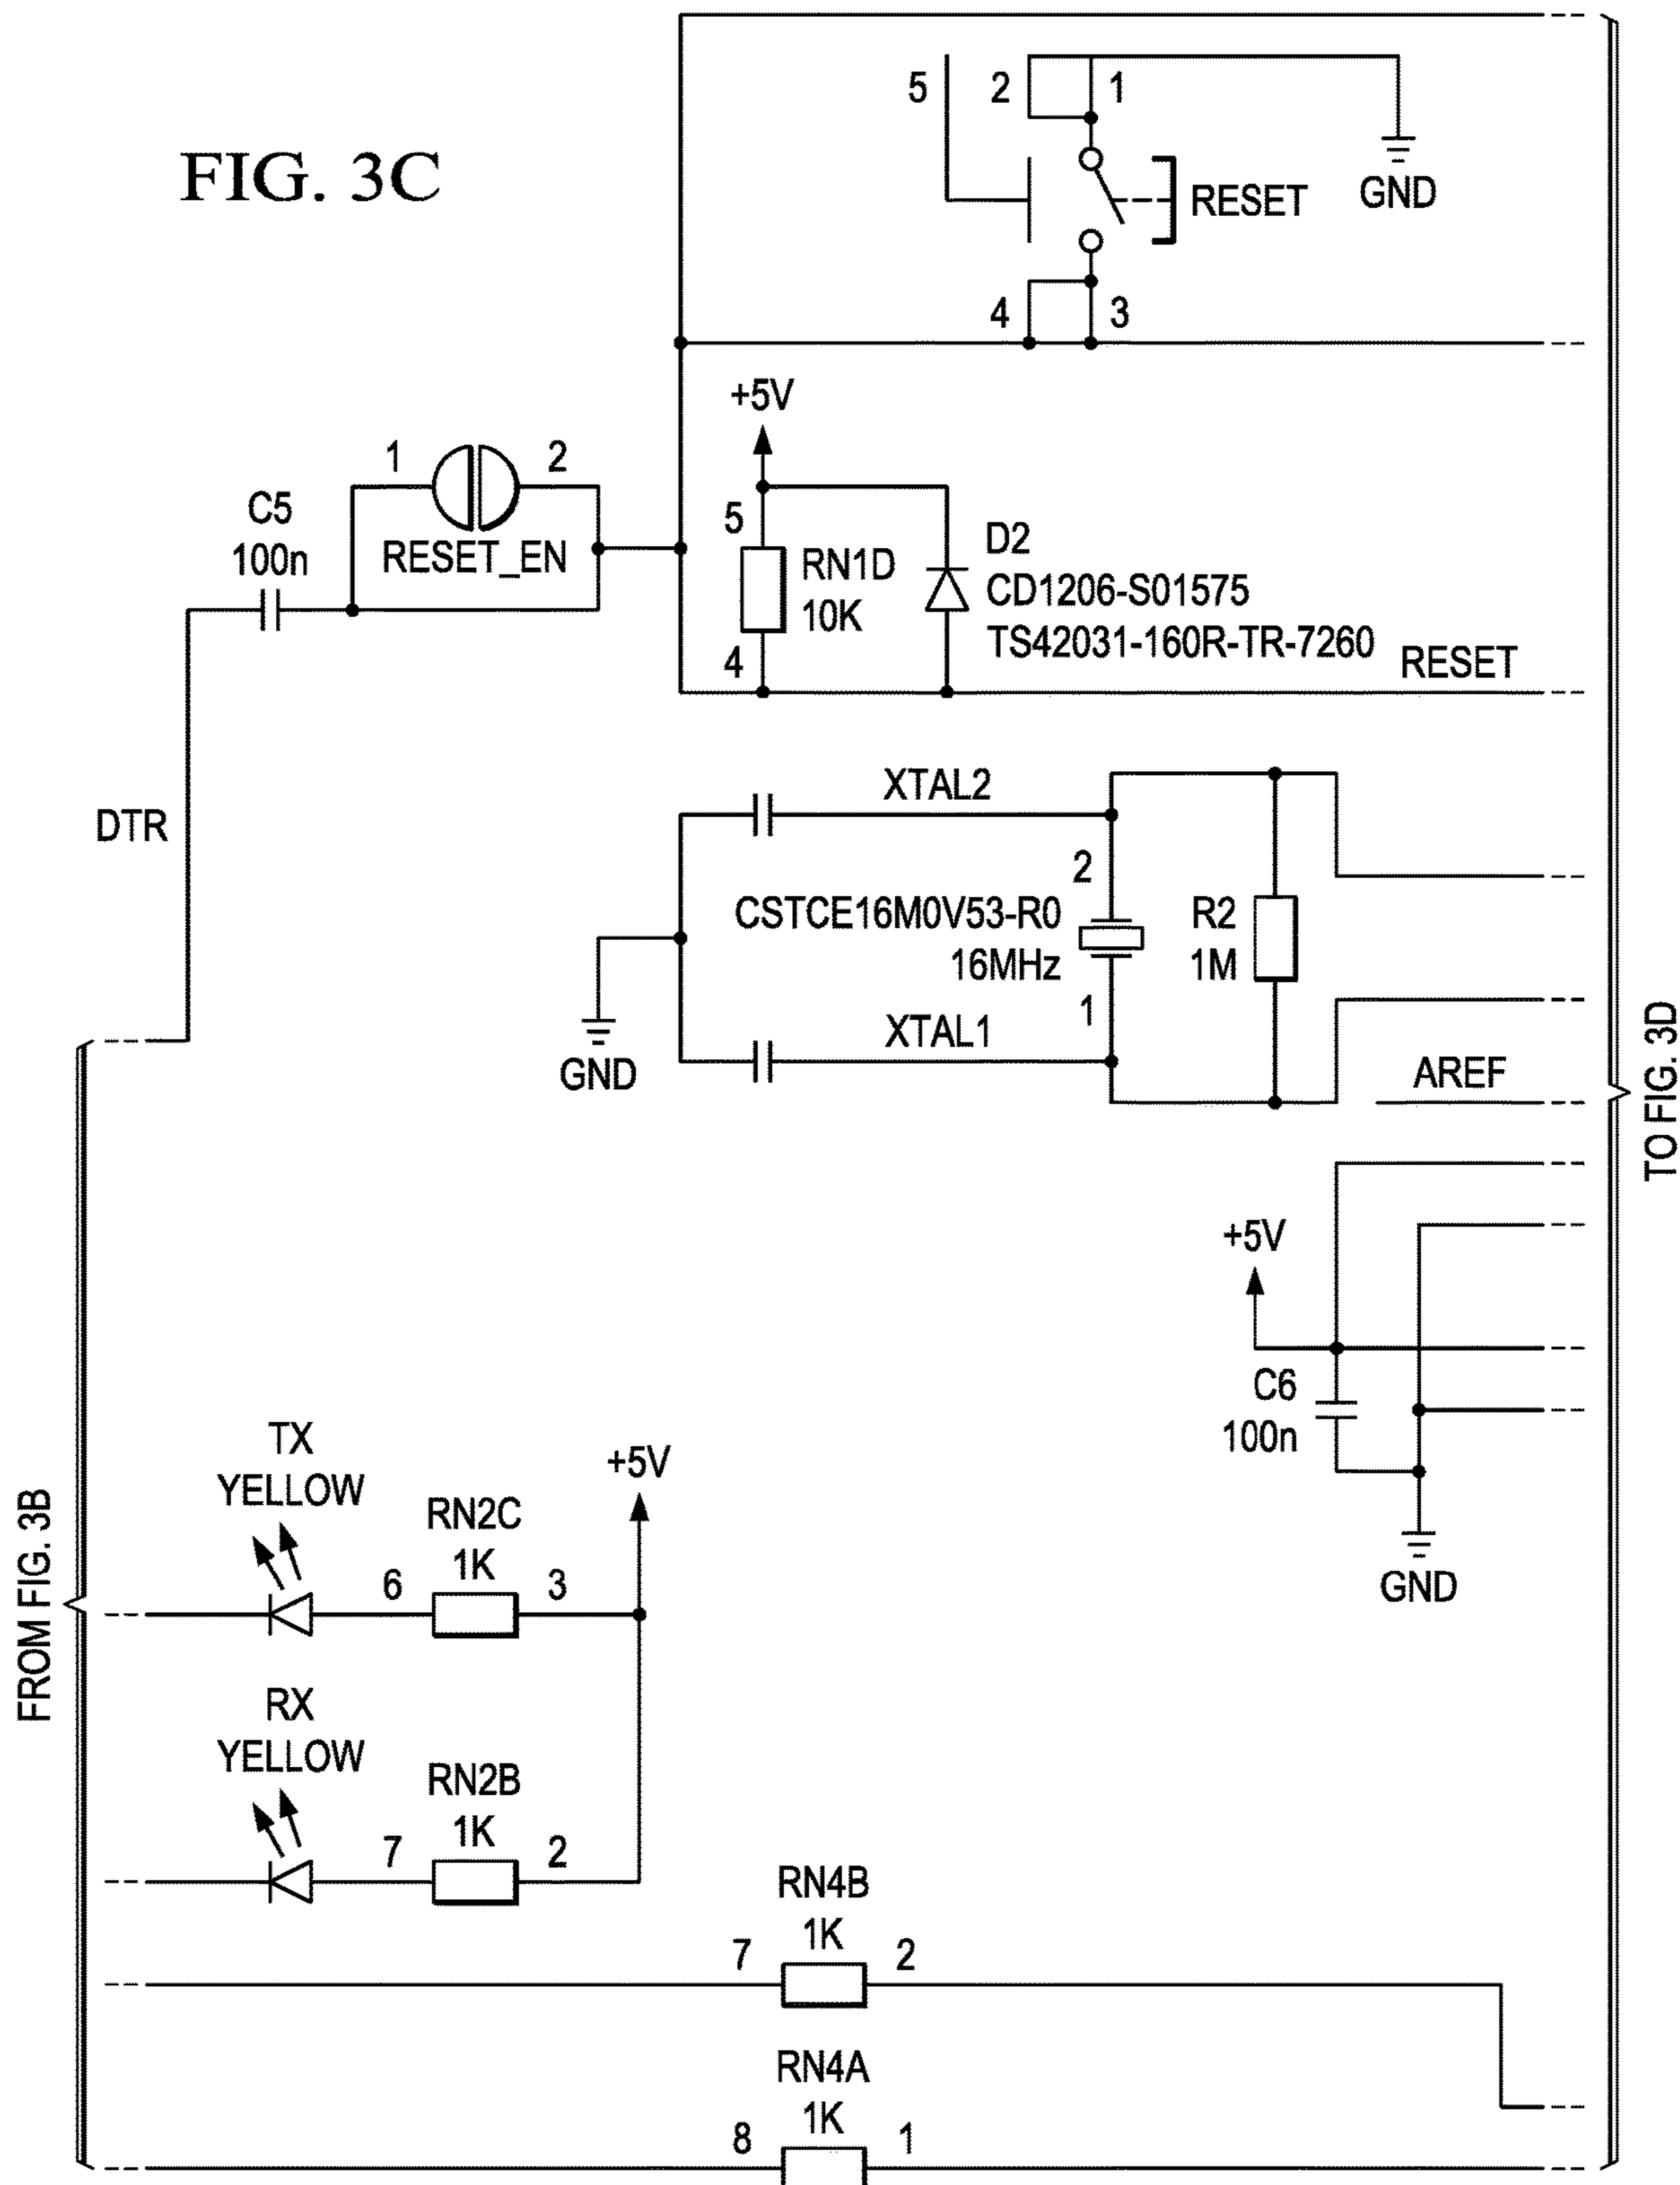 FIG. 3C
5
2
1
RESET
GND
4
3
+5V
1
2
RESET_EN
C5
100n
5
RN1D
10K
4
D2
CD1206-S01575
TS42031-160R-TR-7260
RESET
DTR
XTAL2
2
CSTCE16M0V53-R0
16MHz
1
R2
1M
XTAL1
GND
AREF
TO FIG. 3D
+5V
C6
100n
GND
FROM FIG. 3B
TX
YELLOW
RN2C
1K
6
3
+5V
RX
YELLOW
RN2B
1K
7
2
RN4B
1K
7
2
RN4A
1K
8
1